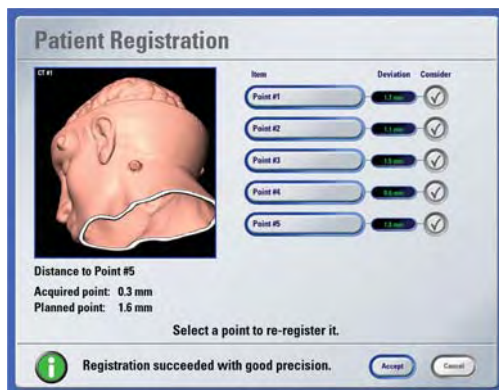 Patient Registration
CT #1
Item Deviation Consider
Point #1
Point #2
Point #3
Point #4
Point #5
Distance to Point #5
Acquired point: 0.3 mm
Planned point: 1.6 mm
Select a point to re-register it.
Registration succeeded with good precision.
Accept Cancel